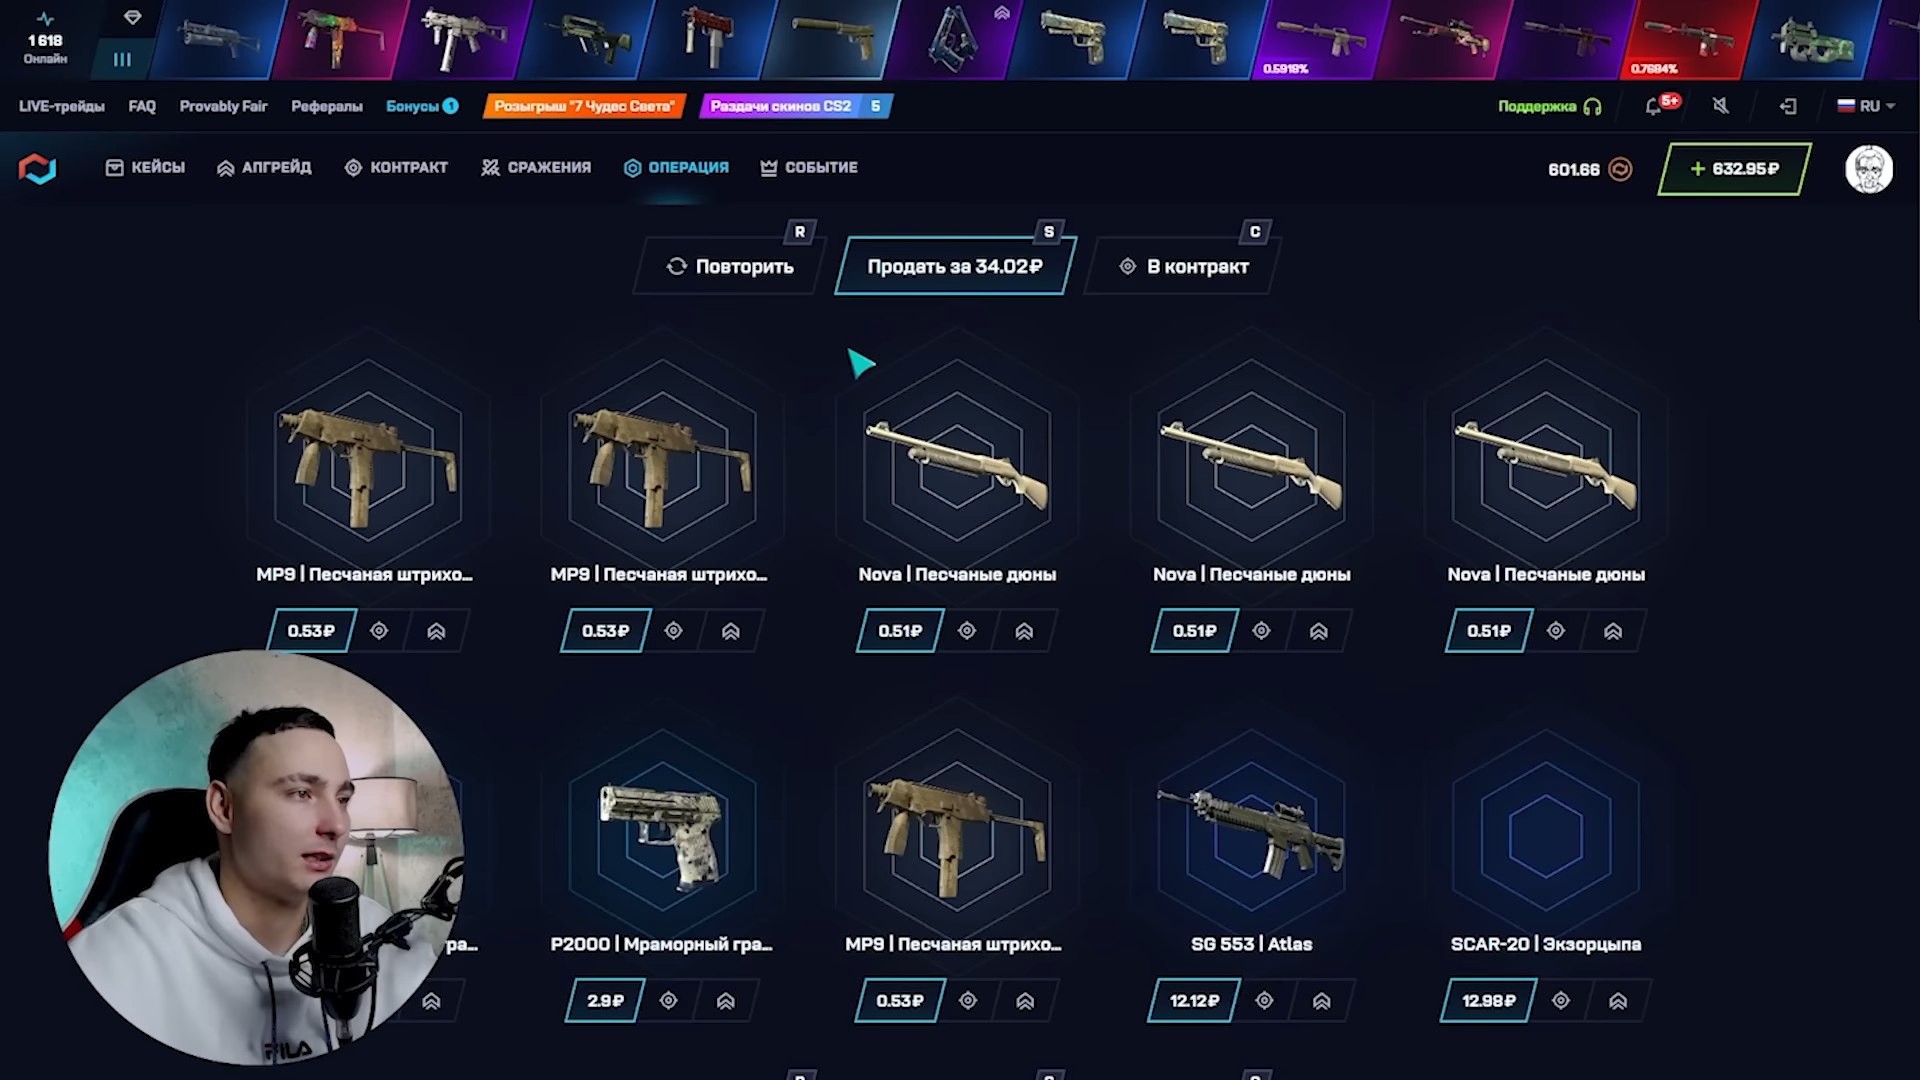 1 618
Онлайн
0.5918%
0.7684%
LIVE-трейды
FAQ
Provably Fair
Рефералы
Бонусы 1
Розыгрыш "7 Чудес Света"
Раздачи скинов CS2 5
Поддержка
5+
RU
КЕЙСЫ
АПГРЕЙД
КОНТРАКТ
СРАЖЕНИЯ
ОПЕРАЦИЯ
СОБЫТИЕ
601.66
+ 632.95₽
R
Повторить
S
Продать за 34.02₽
C
В контракт
MP9 | Песчаная штрихо...
MP9 | Песчаная штрихо...
Nova | Песчаные дюны
Nova | Песчаные дюны
Nova | Песчаные дюны
0.53₽
0.53₽
0.51₽
0.51₽
0.51₽
ра...
P2000 | Мраморный гра...
MP9 | Песчаная штрихо...
SG 553 | Atlas
SCAR-20 | Экзорцыпа
2.9₽
0.53₽
12.12₽
12.98₽
FILA